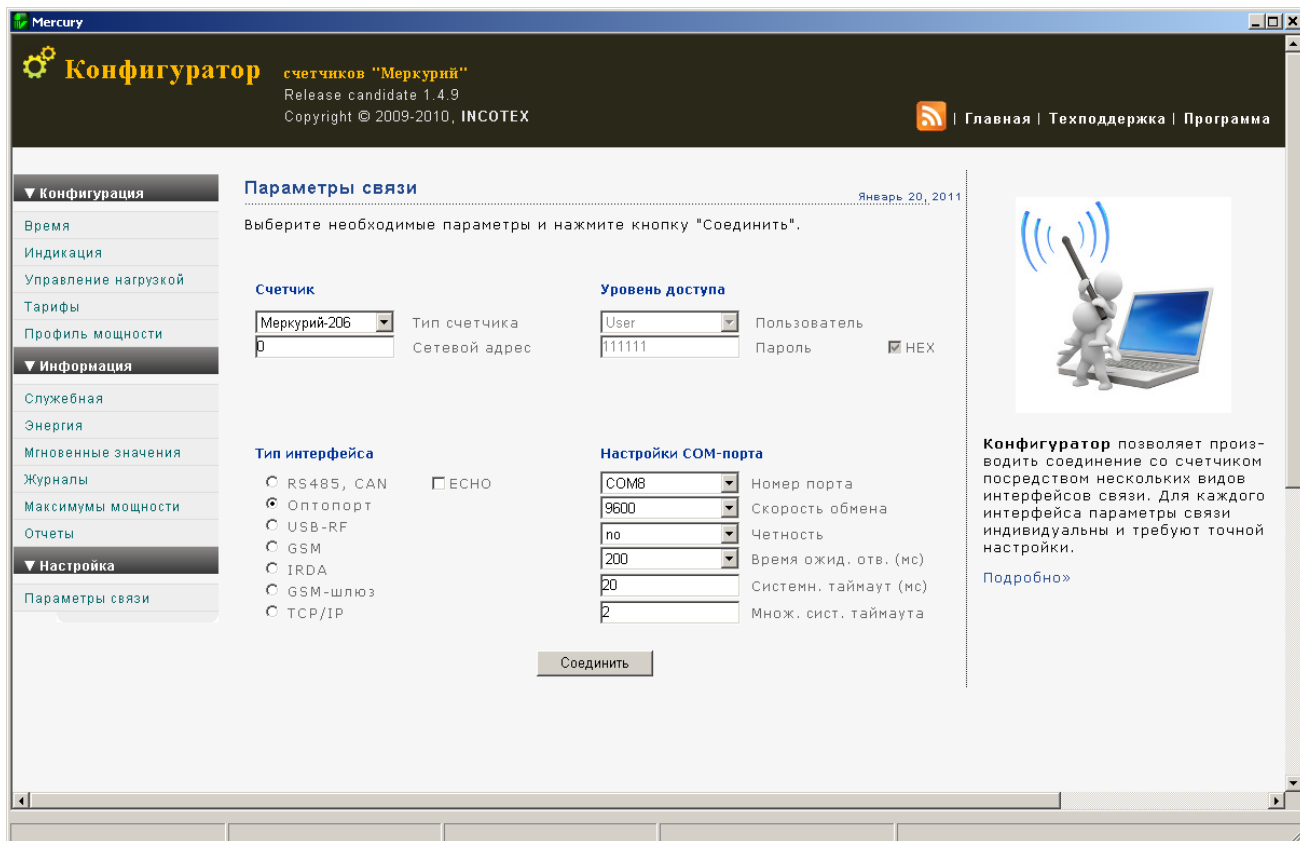 Mercury
Конфигуратор счетчиков "Меркурий"
Release candidate 1.4.9
Copyright © 2009-2010, INCOTEX
| Главная | Техподдержка | Программа
▼ Конфигурация
Время
Индикация
Управление нагрузкой
Тарифы
Профиль мощности
▼ Информация
Служебная
Энергия
Мгновенные значения
Журналы
Максимумы мощности
Отчеты
▼ Настройка
Параметры связи
Параметры связи
Январь 20, 2011
Выберите необходимые параметры и нажмите кнопку "Соединить".
Счетчик
Меркурий-206 Тип счетчика
0 Сетевой адрес
Уровень доступа
User Пользователь
111111 Пароль HEX
Тип интерфейса
RS485, CAN ECHO
Оптопорт
USB-RF
GSM
IRDA
GSM-шлюз
TCP/IP
Настройки COM-порта
COM8 Номер порта
9600 Скорость обмена
no Четность
200 Время ожид. отв. (мс)
20 Системн. таймаут (мс)
2 Множ. сист. таймаута
Соединить
Конфигуратор позволяет произ-
водить соединение со счетчиком
посредством нескольких видов
интерфейсов связи. Для каждого
интерфейса параметры связи
индивидуальны и требуют точной
настройки.
Подробно»